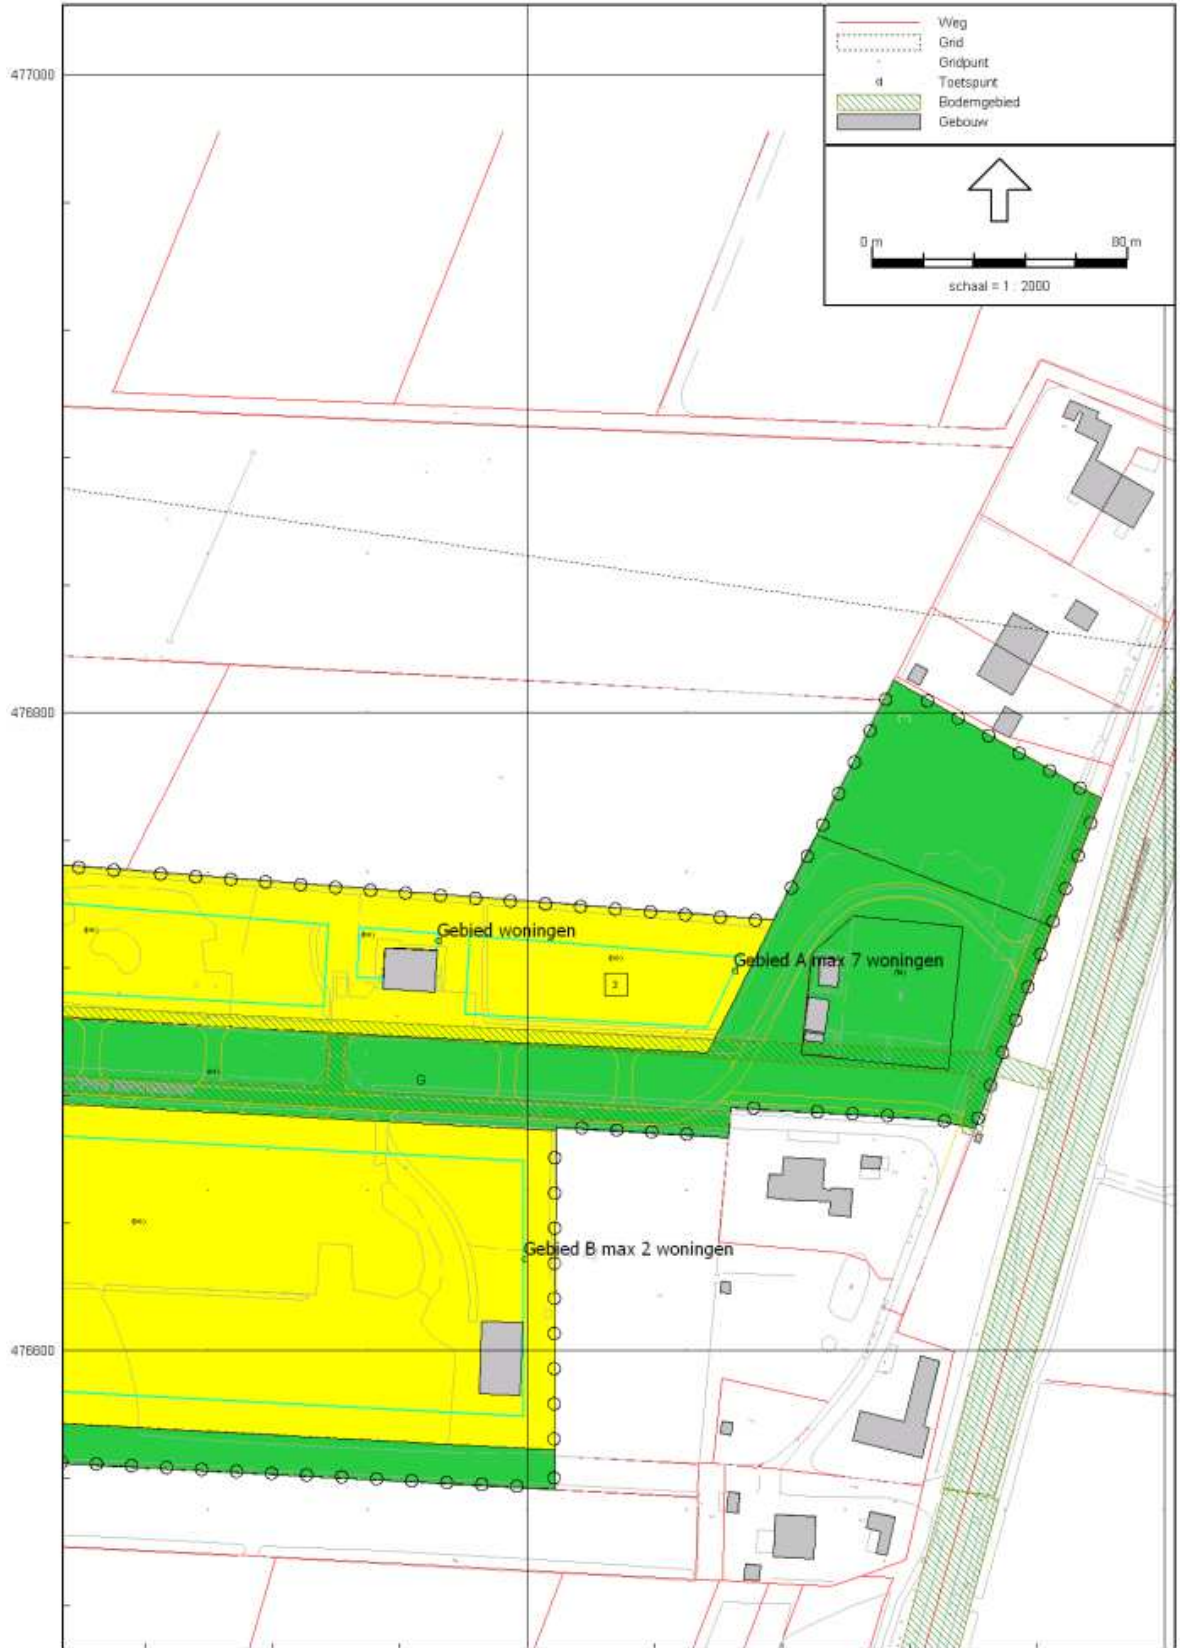 Weg
Grid
Gridpunt
Toetspunt
Bodemgebied
Gebouw
0 m 80 m
schaal = 1 : 2000
477000
476800
Gebied woningen
2
Gebied A max 7 woningen
G
Gebied B max 2 woningen
476600